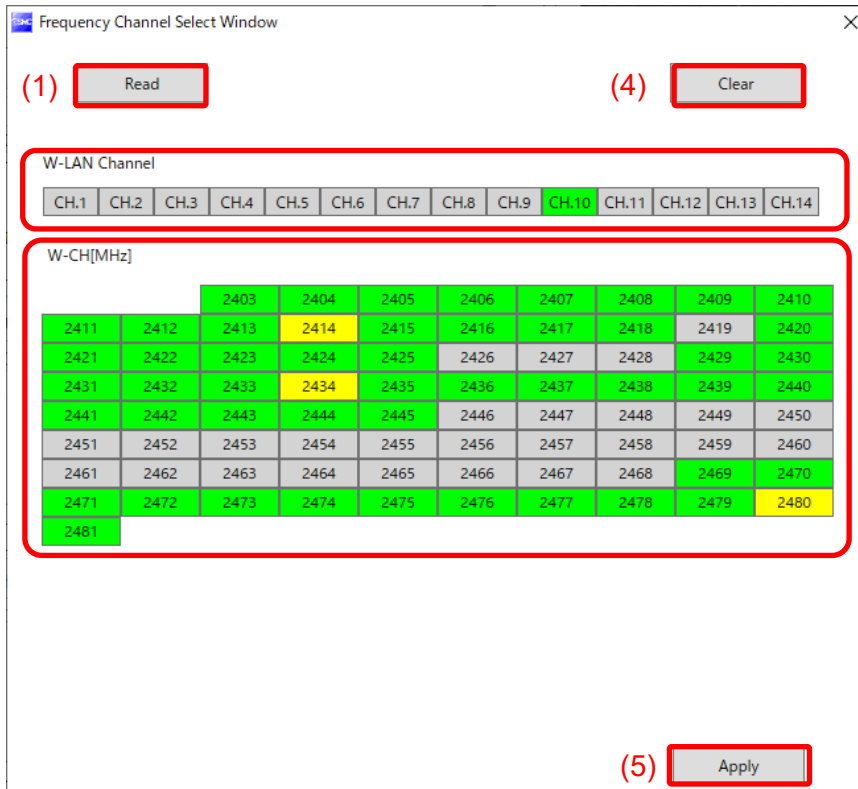 SMC Frequency Channel Select Window
(1) Read (4) Clear
W-LAN Channel
CH.1 CH.2 CH.3 CH.4 CH.5 CH.6 CH.7 CH.8 CH.9 CH.10 CH.11 CH.12 CH.13 CH.14
W-CH[MHz]
2403 2404 2405 2406 2407 2408 2409 2410
2411 2412 2413 2414 2415 2416 2417 2418 2419 2420
2421 2422 2423 2424 2425 2426 2427 2428 2429 2430
2431 2432 2433 2434 2435 2436 2437 2438 2439 2440
2441 2442 2443 2444 2445 2446 2447 2448 2449 2450
2451 2452 2453 2454 2455 2456 2457 2458 2459 2460
2461 2462 2463 2464 2465 2466 2467 2468 2469 2470
2471 2472 2473 2474 2475 2476 2477 2478 2479 2480
2481
(5) Apply